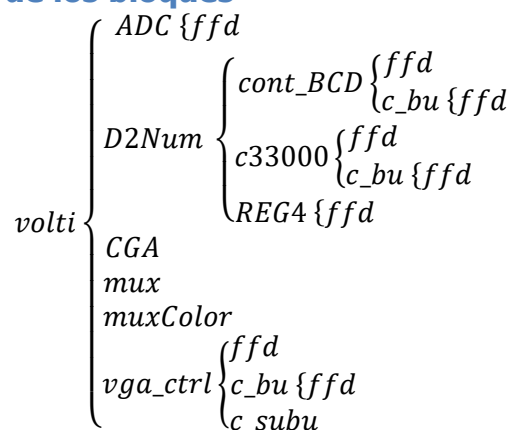 de los bloques
ADC {ffd
cont_BCD {ffd
c_bu {ffd
D2Num
c33000 {ffd
c_bu {ffd
REG4 {ffd
volti
CGA
mux
muxColor
vga_ctrl {ffd
c_bu {ffd
c_subu